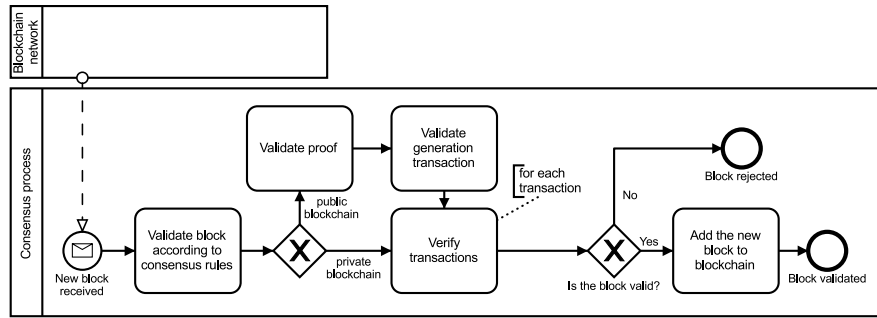 Blockchain
network
Consensus process
New block
received
Validate block
according to
consensus rules
public
blockchain
private
blockchain
Validate proof
Validate
generation
transaction
for each
transaction
Verify
transactions
Is the block valid?
No
Yes
Block rejected
Add the new
block to
blockchain
Block validated